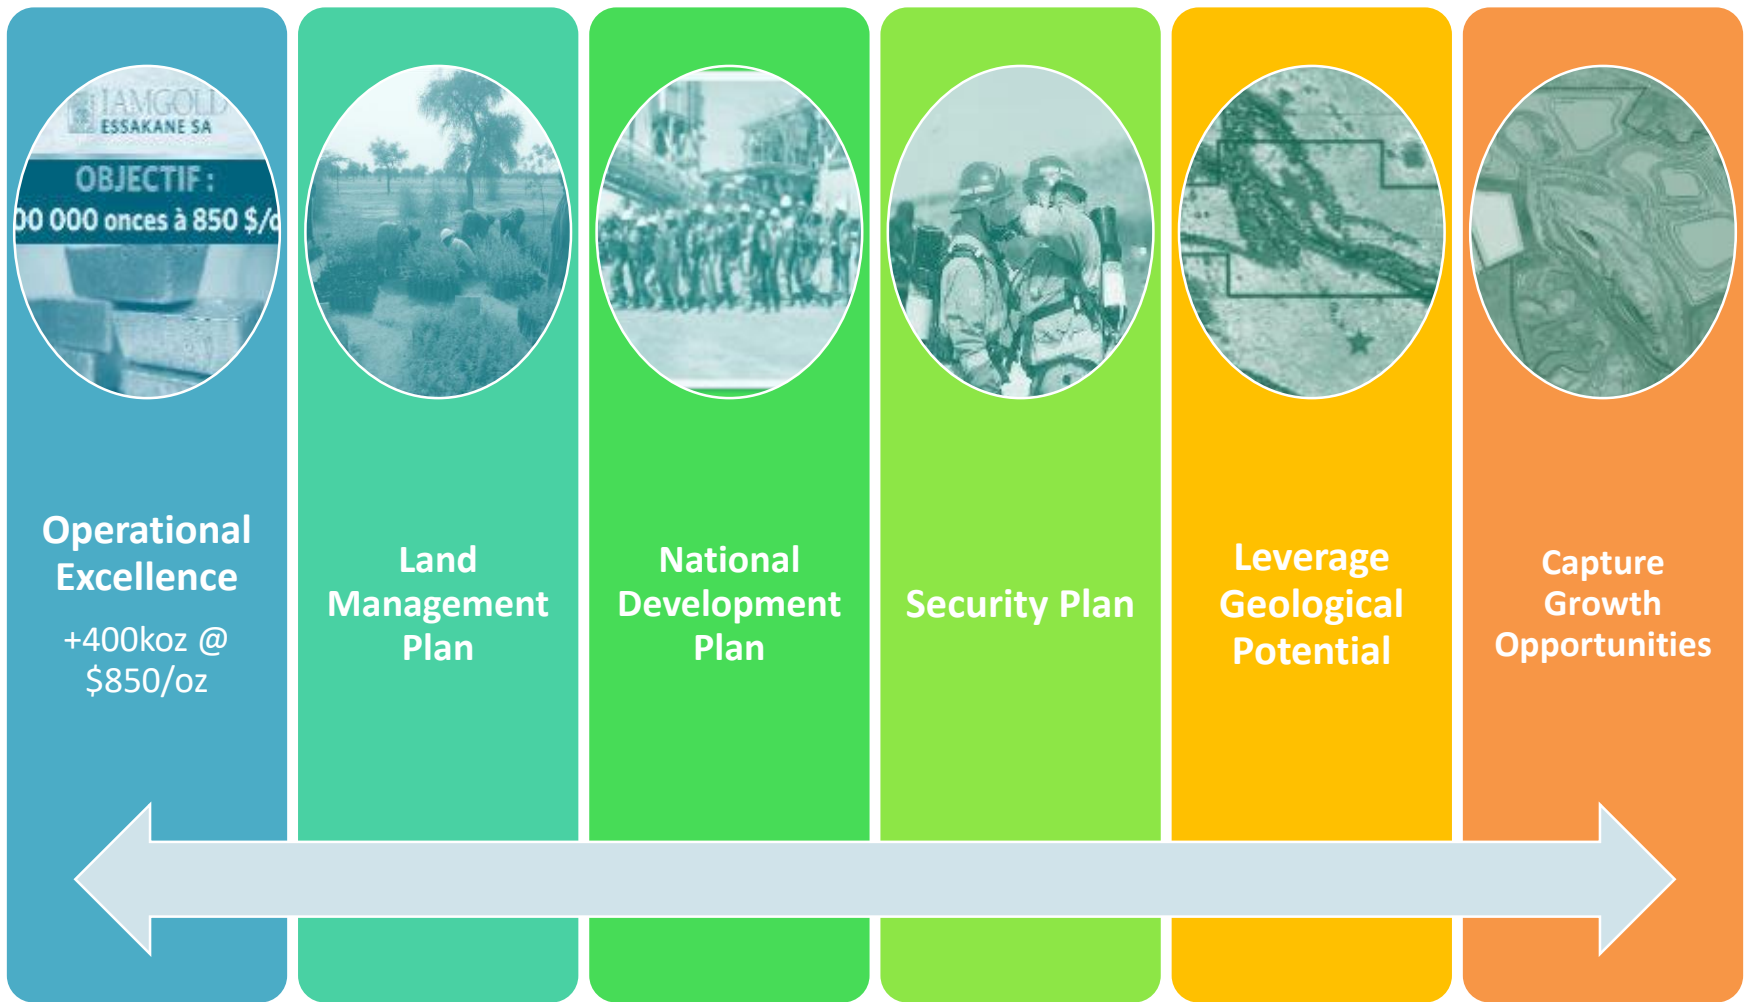 IAMGOLD
ESSAKANE SA
OBJECTIF :
00 000 onces à 850 $/
Operational
Excellence
+400koz @
$850/oz
Land
Management
Plan
National
Development
Plan
Security Plan
Leverage
Geological
Potential
Capture
Growth
Opportunities